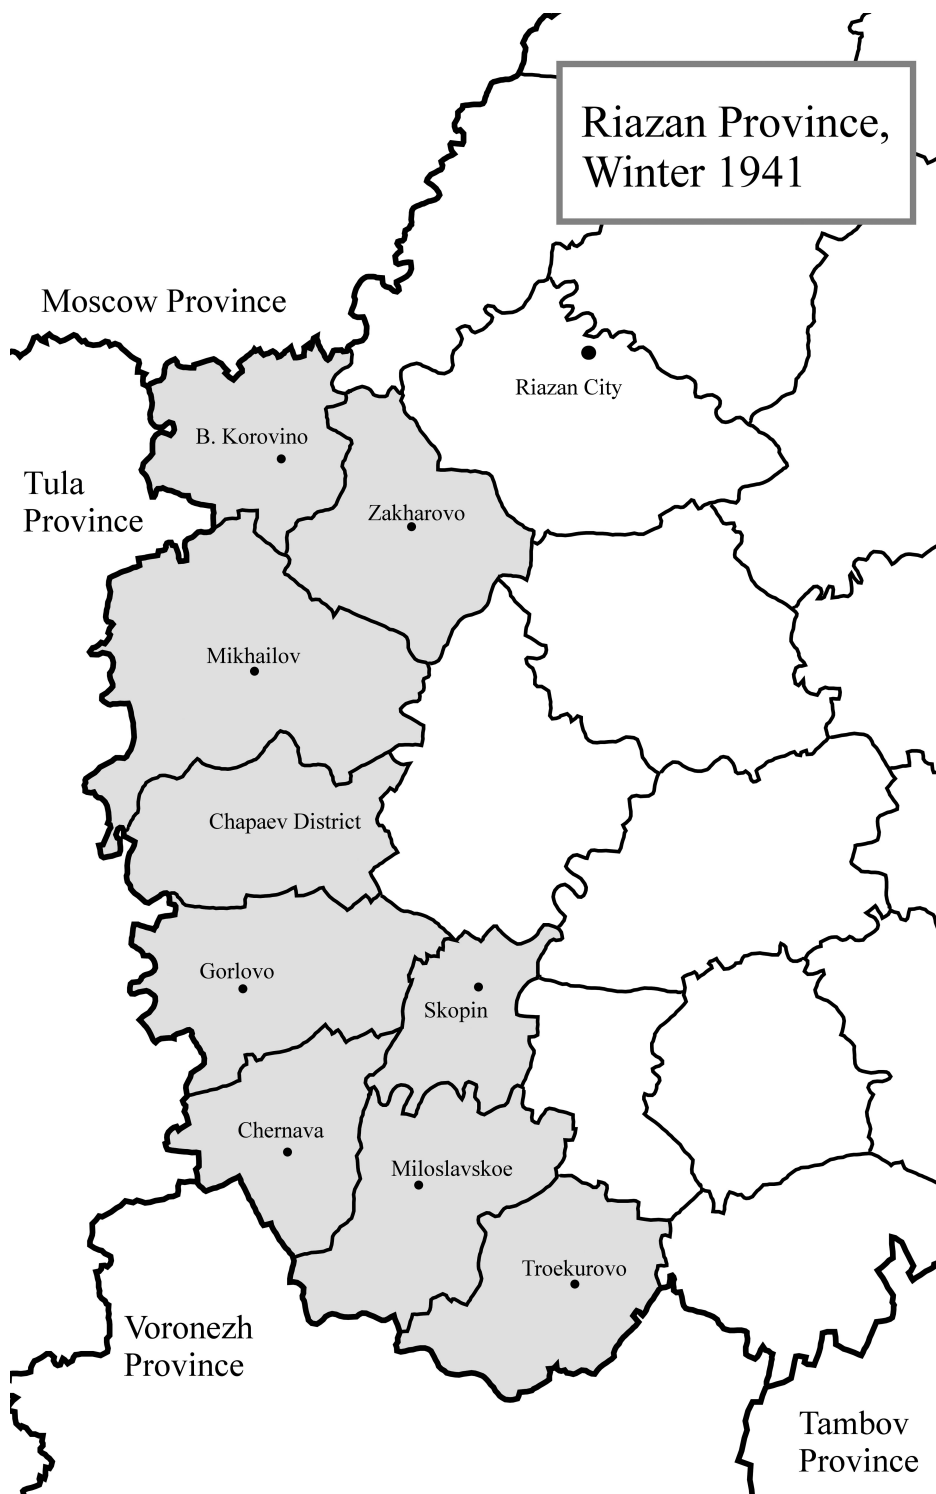 Riazan Province,
Winter 1941
Moscow Province
Riazan City
B. Korovino
Tula
Province
Zakharovo
Mikhailov
Chapaev District
Gorlovo
Skopin
Chernava
Miloslavskoe
Troekurovo
Voronezh
Province
Tambov
Province